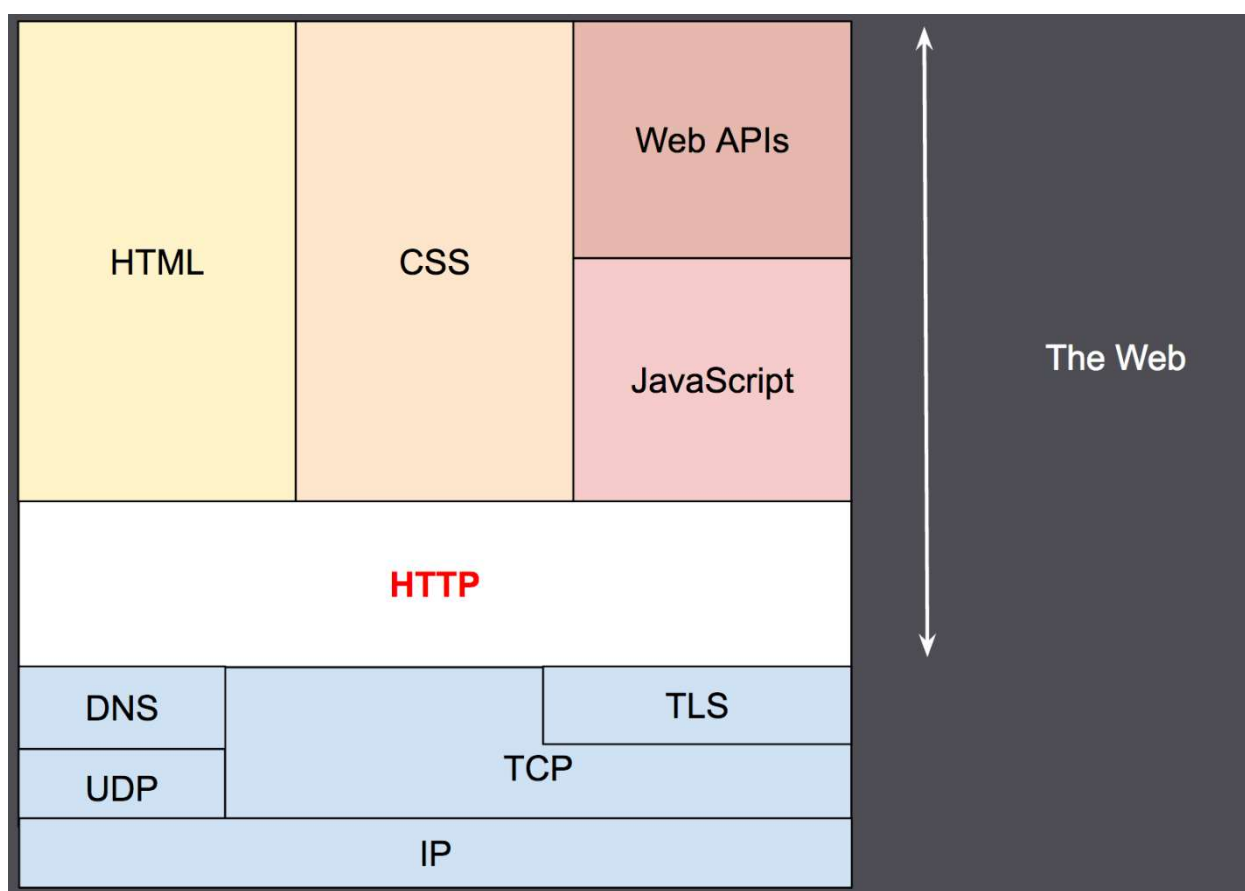 HTML
CSS
Web APIs
JavaScript
The Web
HTTP
DNS
TLS
UDP
TCP
IP